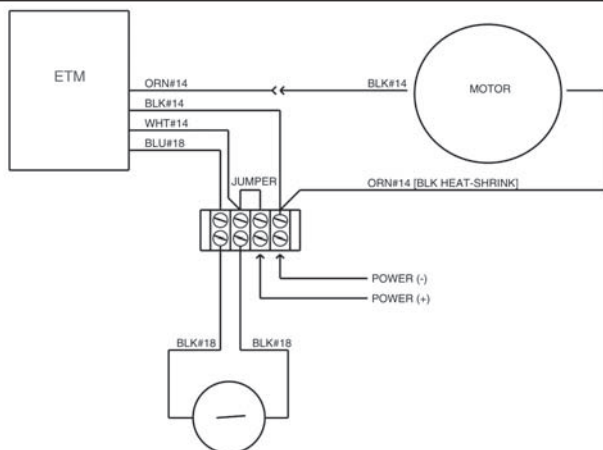 ETM
ORN#14
BLK#14
MOTOR
BLK#14
WHT#14
BLU#18
JUMPER
ORN#14 [BLK HEAT-SHRINK]
POWER (-)
POWER (+)
BLK#18
BLK#18